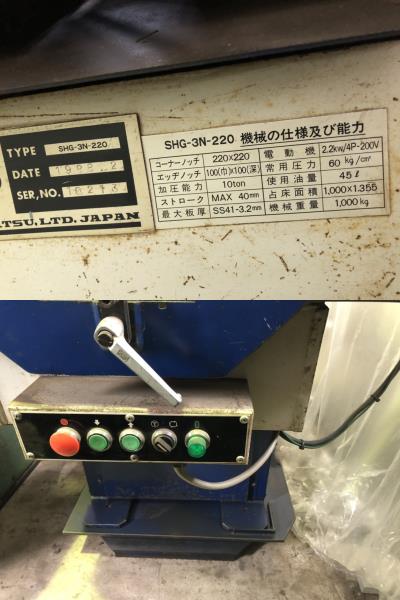 TYPE SHG-3N-220
DATE
SER,NO.
ATSU,LTD. JAPAN
SHG-3N-220 機械の仕様及び能力
コーナーノッチ 220×220 電動機 2.2kw/4P-200V
エッヂノッチ 100(巾)×100(深) 常用圧力 60 kg/cm²
加圧能力 10ton 使用油量 45ℓ
ストローク MAX 40mm 占床面積 1,000×1.355
最大板厚 SS41-3.2mm 機械重量 1,000kg